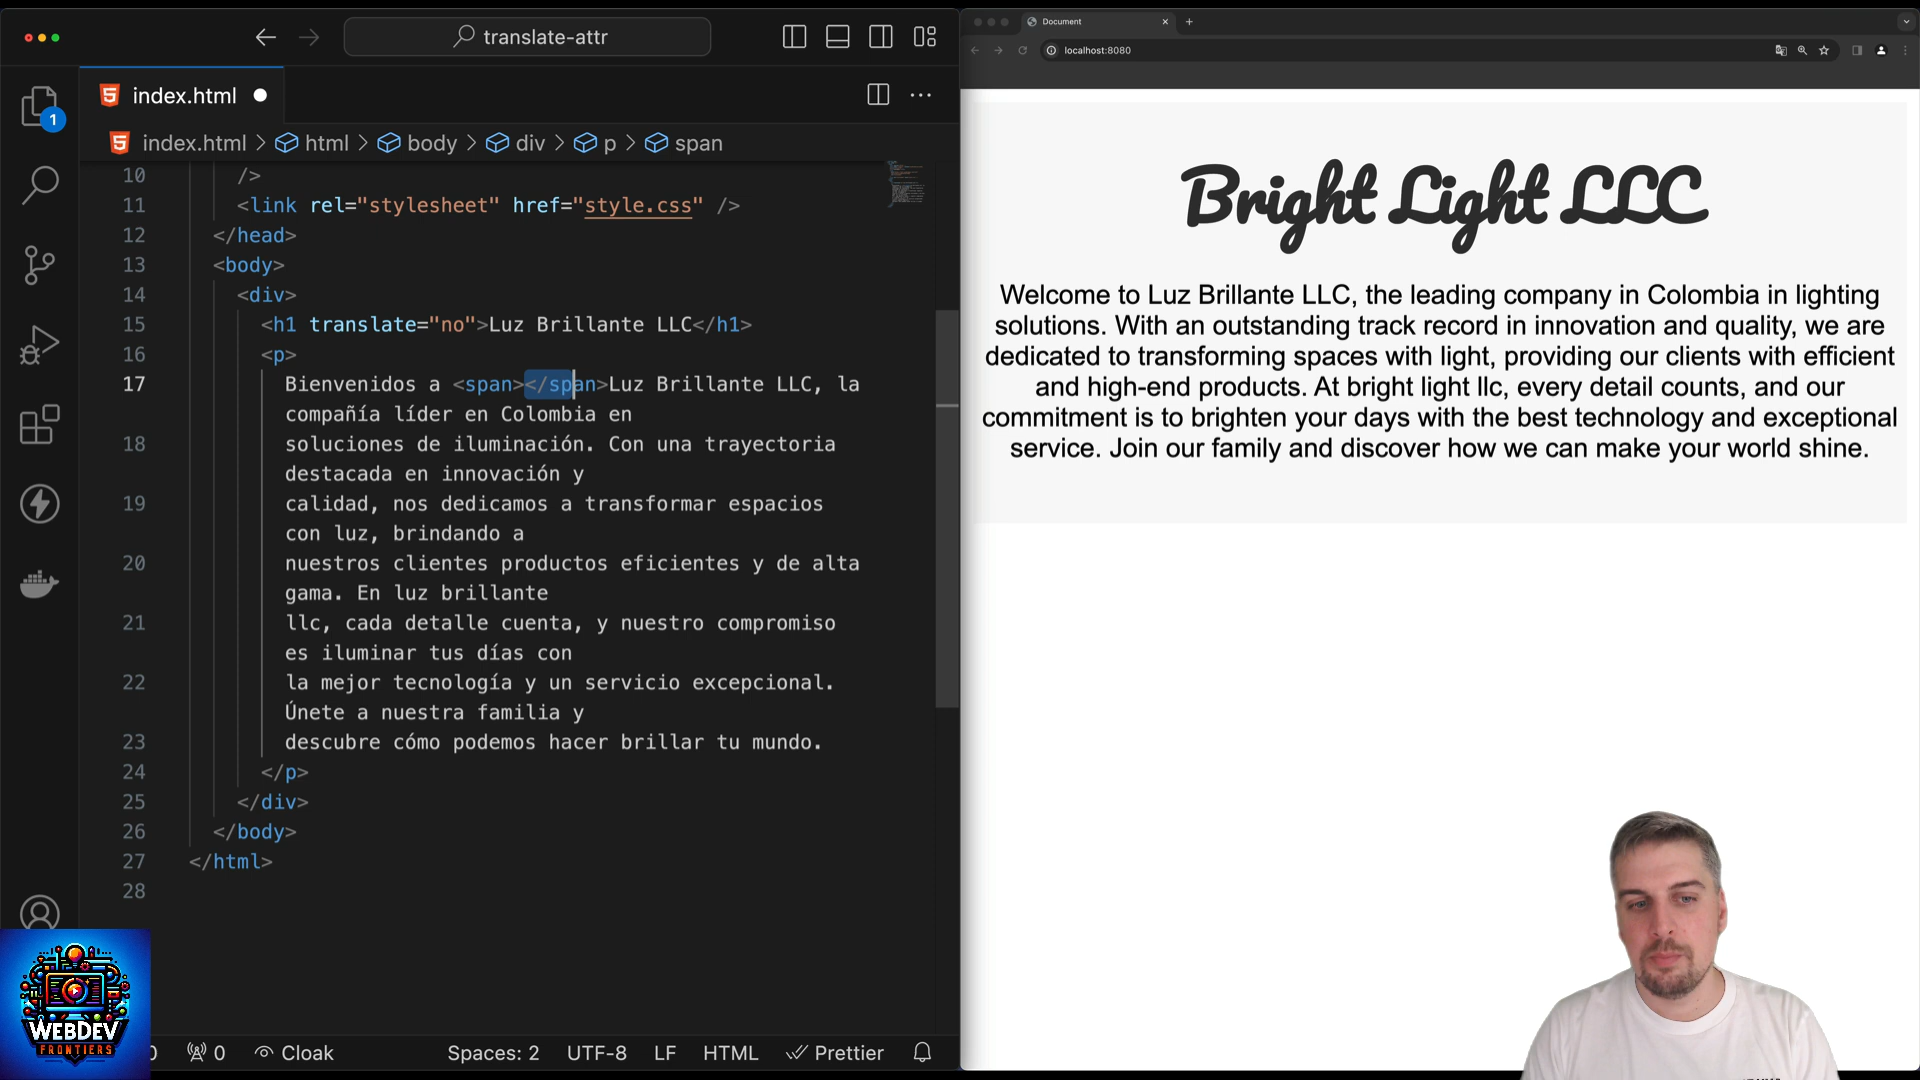 translate-attr
index.html
1
index.html > html > body > div > p > span
10 />
11 <link rel="stylesheet" href="style.css" />
12 </head>
13 <body>
14 <div>
15 <h1 translate="no">Luz Brillante LLC</h1>
16 <p>
17 Bienvenidos a <span></span>Luz Brillante LLC, la
compañía líder en Colombia en
18 soluciones de iluminación. Con una trayectoria
destacada en innovación y
19 calidad, nos dedicamos a transformar espacios
con luz, brindando a
20 nuestros clientes productos eficientes y de alta
gama. En luz brillante
21 llc, cada detalle cuenta, y nuestro compromiso
es iluminar tus días con
22 la mejor tecnología y un servicio excepcional.
Únete a nuestra familia y
23 descubre cómo podemos hacer brillar tu mundo.
24 </p>
25 </div>
26 </body>
27 </html>
28
WEBDEV
FRONTIERS
0 0 Cloak Spaces: 2 UTF-8 LF HTML Prettier
Document
localhost:8080
Bright Light LLC
Welcome to Luz Brillante LLC, the leading company in Colombia in lighting
solutions. With an outstanding track record in innovation and quality, we are
dedicated to transforming spaces with light, providing our clients with efficient
and high-end products. At bright light llc, every detail counts, and our
commitment is to brighten your days with the best technology and exceptional
service. Join our family and discover how we can make your world shine.